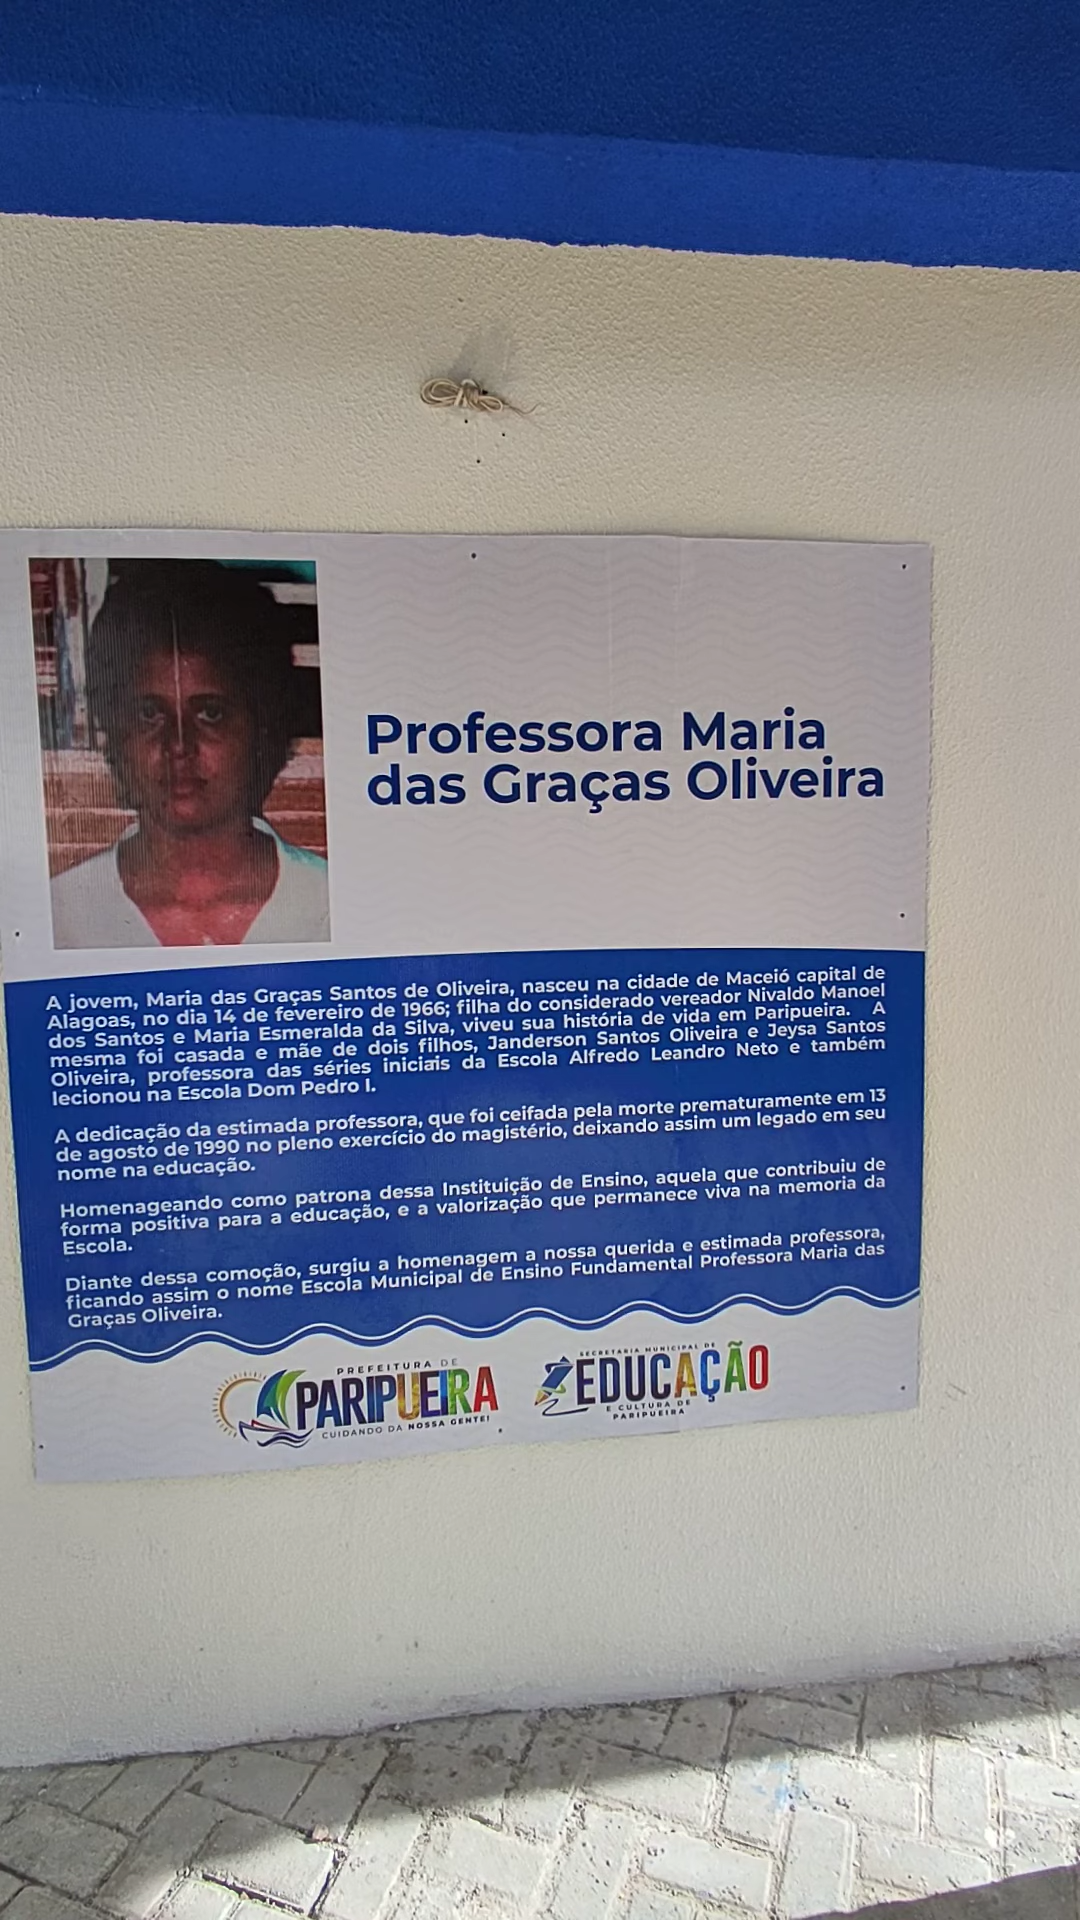 Professora Maria
das Graças Oliveira
A jovem, Maria das Graças Santos de Oliveira, nasceu na cidade de Maceió capital de
Alagoas, no dia 14 de fevereiro de 1966; filha do considerado vereador Nivaldo Manoel
dos Santos e Maria Esmeralda da Silva, viveu sua história de vida em Paripueira. A
mesma foi casada e mãe de dois filhos, Janderson Santos Oliveira e Jeysa Santos
Oliveira, professora das séries iniciais da Escola Alfredo Leandro Neto e também
lecionou na Escola Dom Pedro I.
A dedicação da estimada professora, que foi ceifada pela morte prematuramente em 13
de agosto de 1990 no pleno exercício do magistério, deixando assim um legado em seu
nome na educação.
Homenageando como patrona dessa Instituição de Ensino, aquela que contribuiu de
forma positiva para a educação, e a valorização que permanece viva na memoria da
Escola.
Diante dessa comoção, surgiu a homenagem a nossa querida e estimada professora,
ficando assim o nome Escola Municipal de Ensino Fundamental Professora Maria das
Graças Oliveira.
PREFEITURA DE
PARIPUEIRA
CUIDANDO DA NOSSA GENTE!
SECRETARIA MUNICIPAL DE
EDUCAÇÃO
E CULTURA DE
PARIPUEIRA